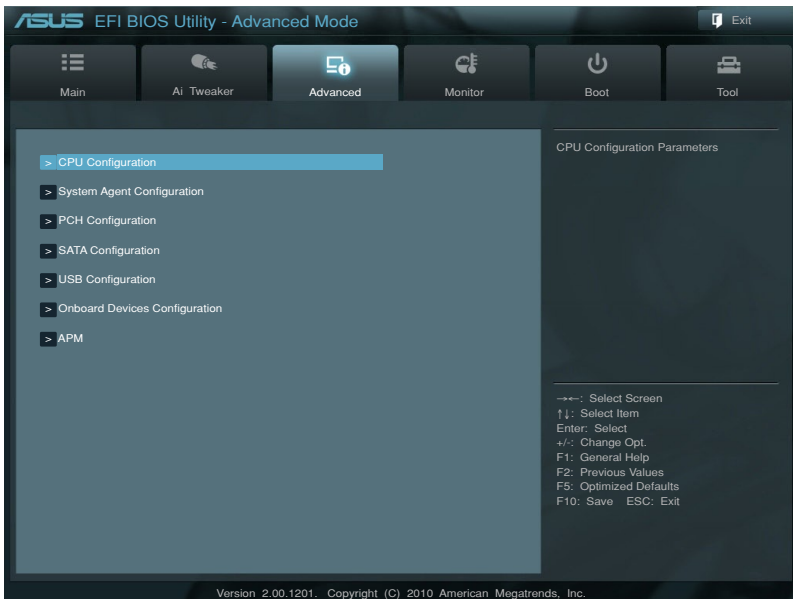 ASUS EFI BIOS Utility - Advanced Mode
Exit
Main
Ai Tweaker
Advanced
Monitor
Boot
Tool
> CPU Configuration
> System Agent Configuration
> PCH Configuration
> SATA Configuration
> USB Configuration
> Onboard Devices Configuration
> APM
CPU Configuration Parameters
→←: Select Screen
↑↓: Select Item
Enter: Select
+/-: Change Opt.
F1: General Help
F2: Previous Values
F5: Optimized Defaults
F10: Save ESC: Exit
Version 2.00.1201. Copyright (C) 2010 American Megatrends, Inc.